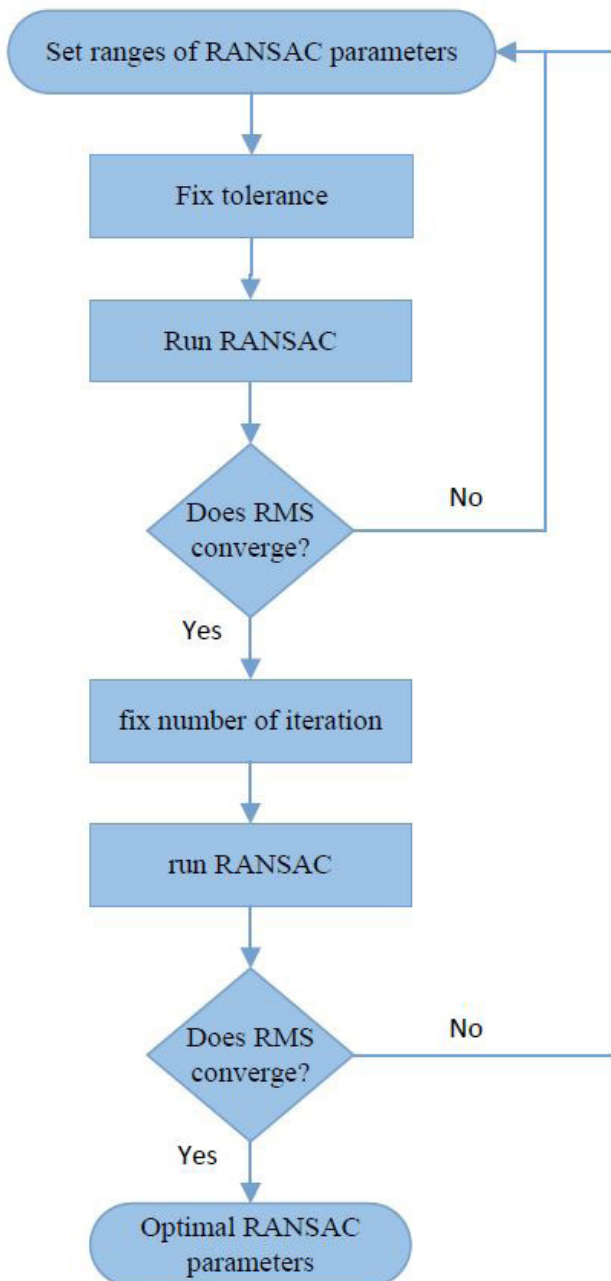 Set ranges of RANSAC parameters
Fix tolerance
Run RANSAC
Does RMS
converge?
No
Yes
fix number of iteration
run RANSAC
Does RMS
converge?
No
Yes
Optimal RANSAC
parameters